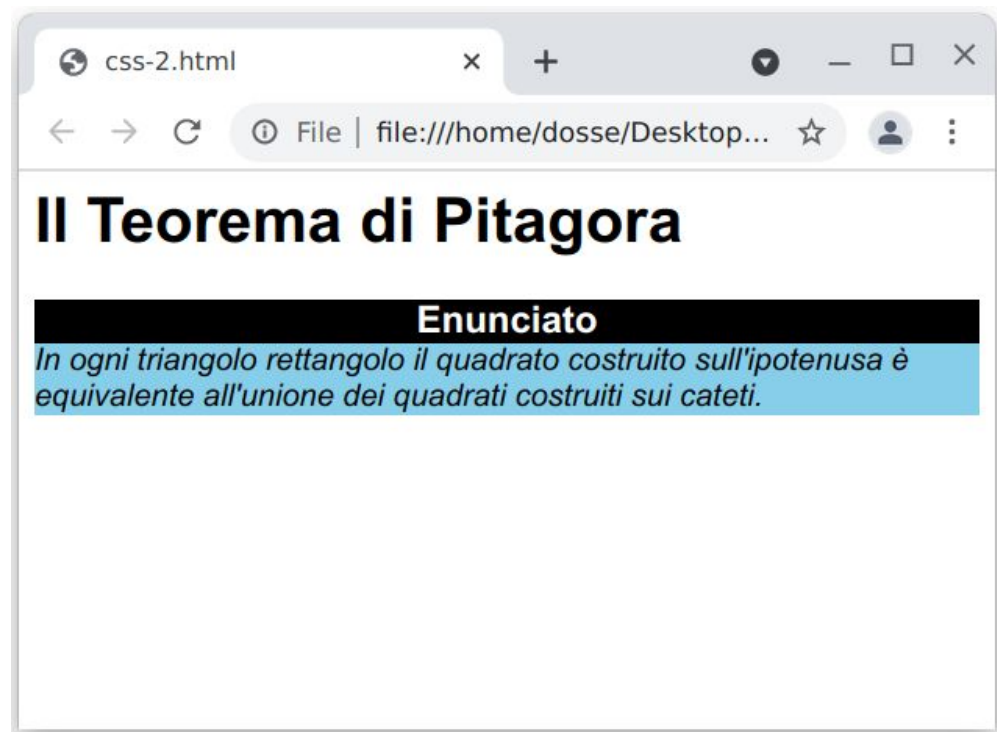 css-2.html
File | file:///home/dosse/Desktop...
Il Teorema di Pitagora
Enunciato
In ogni triangolo rettangolo il quadrato costruito sull'ipotenusa è
equivalente all'unione dei quadrati costruiti sui cateti.